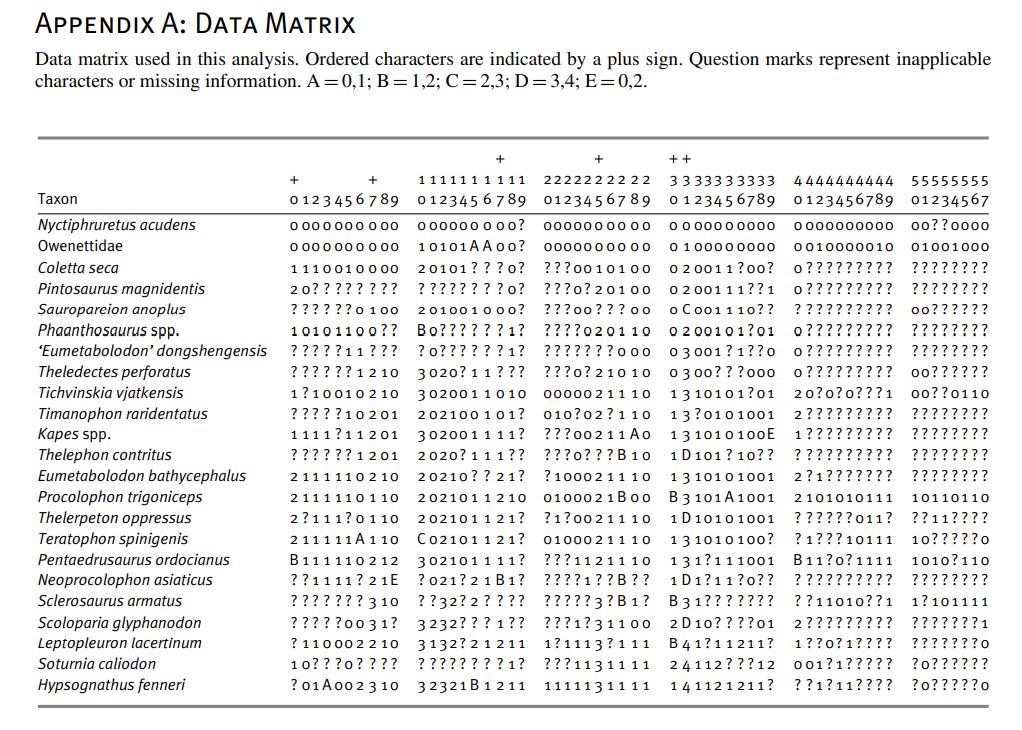 APPENDIX A: DATA MATRIX
Data matrix used in this analysis. Ordered characters are indicated by a plus sign. Question marks represent inapplicable
characters or missing information. A = 0,1; B = 1,2; C = 2,3; D = 3,4; E = 0,2.
+ + ++
+ + 1111111111 2222222222 3333333333 4444444444 55555555
Taxon 0123456789 0123456789 0123456789 0123456789 0123456789 01234567
Nyctiphruretus acudens 0000000000 000000000? 0000000000 0000000000 0000000000 00??0000
Owenettidae 0000000000 10101AA00? 0000000000 0100000000 0010000010 01001000
Coletta seca 1110010000 20101???0? ???0010100 020011?00? 0????????? ????????
Pintosaurus magnidentis 20???????? ????????0? ???0?20100 0200111??1 0????????? ????????
Sauropareion anoplus ??????0100 201001000? ???00???00 0C001110?? 0????????? 00??????
Phaanthosaurus spp. 10101100?? B0??????1? ????020110 0200101?01 0????????? ????????
‘Eumetabolodon’ dongshengensis ?????11??? ?0??????1? ???????000 03001?1??0 0????????? ????????
Theledectes perforatus ??????1210 3020?11??? ???0?21010 0300???000 0????????? 00??????
Tichvinskia vjatkensis 1?10010210 3020011010 0000021110 1310101?01 20?0?0???1 00??0110
Timanophon raridentatus ?????10201 202100101? 010?02?110 13?0101001 2????????? ????????
Kapes spp. 1111?11201 302001111? ???00211A0 131010100E 1????????? ????????
Thelephon contritus ??????1201 2020?111?? ???0???B10 1D101?10?? ?????????? ????????
Eumetabolodon bathycephalus 2111110210 20210??21? ?100021110 1310101001 2?1??????? ????????
Procolophon trigoniceps 2111110110 2021011210 0100021B00 B3101A1001 2101010111 10110110
Thelerpeton oppressus 2?111?0110 202101121? ?1?0021110 1D10101001 ??????011? ??11????
Teratophon spinigenis 211111A110 C02101121? 0100021110 131010100? ?1???10111 10?????0
Pentaedrusaurus ordocianus B111110212 302101111? ???1121110 131?111001 B11?0?1111 1010?110
Neoprocolophon asiaticus ??1111?21E ?021?21B1? ????1??B?? 1D1?11?0?? ?????????? ????????
Sclerosaurus armatus ???????310 ??32?2???? ?????3?B1? B31??????? ??11010??1 1?101111
Scoloparia glyphanodon ?????0031? 3232???1?? ???1?31100 2D10????01 2????????? ???????1
Leptopleuron lacertinum ?110002210 3132?21211 1?1113?111 B41?11211? 1??0?1???? ???????0
Soturnia caliodon 10???0???? ????????1? ???1131111 24112???12 001?1????? ?0??????
Hypsognathus fenneri ?01A002310 32321B1211 1111131111 141121211? ??1?11???? ?0?????0